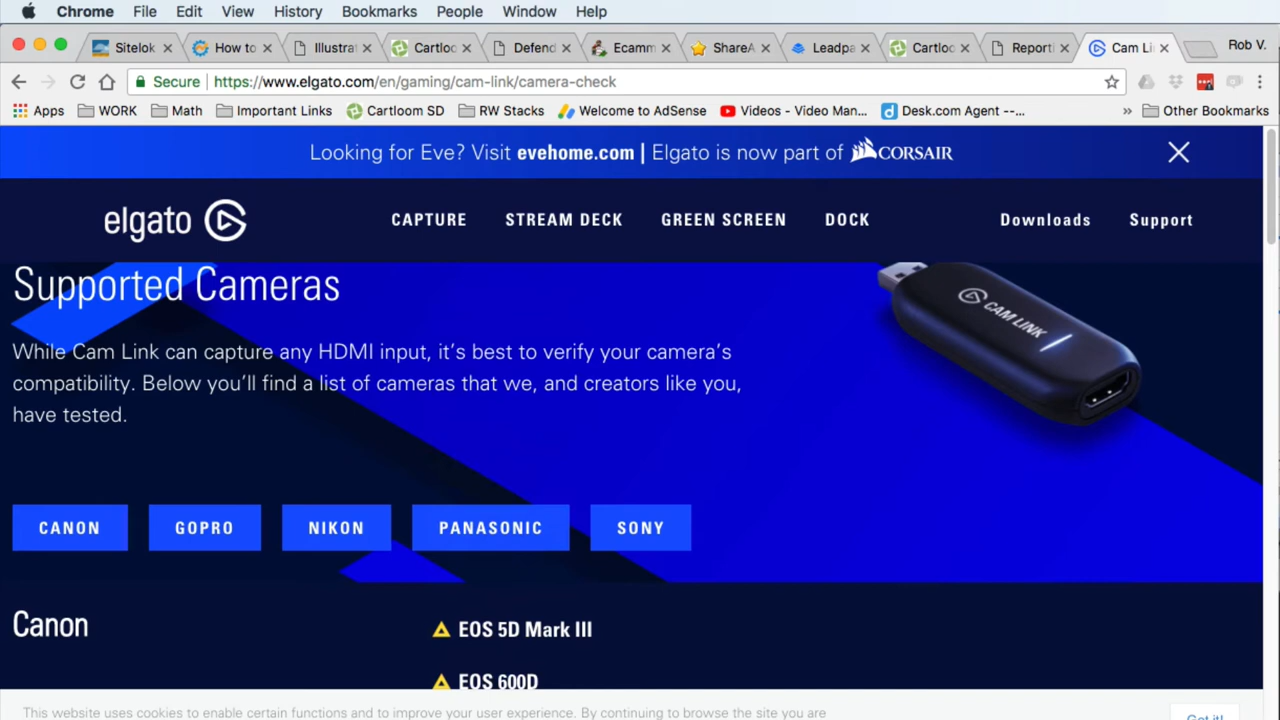 Chrome File Edit View History Bookmarks People Window Help
Sitelok How to Illustrat Cartloo Defend Ecamm ShareA Leadpa Cartloo Reporti Cam Li Rob V.
Secure https://www.elgato.com/en/gaming/cam-link/camera-check
Apps WORK Math Important Links Cartloom SD RW Stacks Welcome to AdSense Videos - Video Man... Desk.com Agent --... » Other Bookmarks
Looking for Eve? Visit evehome.com | Elgato is now part of CORSAIR
elgato CAPTURE STREAM DECK GREEN SCREEN DOCK Downloads Support
Supported Cameras
CAM LINK
While Cam Link can capture any HDMI input, it's best to verify your camera's
compatibility. Below you'll find a list of cameras that we, and creators like you,
have tested.
CANON GOPRO NIKON PANASONIC SONY
Canon EOS 5D Mark III
EOS 600D
This website uses cookies to enable certain functions and to improve your user experience. By continuing to browse the site you are
Got it!